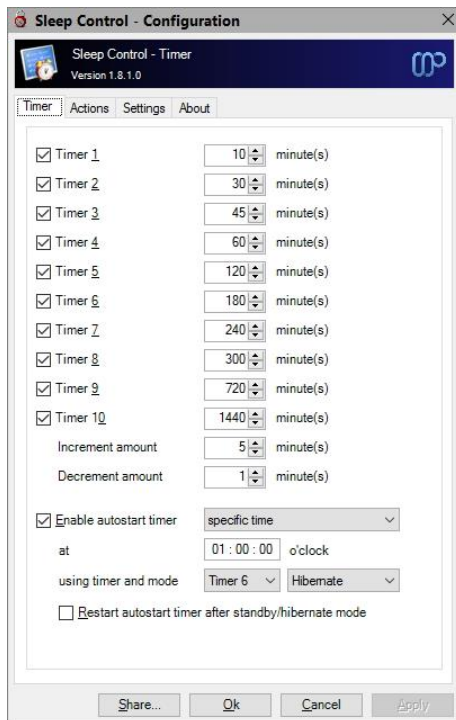 Sleep Control - Configuration
Sleep Control - Timer
Version 1.8.1.0
Timer Actions Settings About
Timer 1 10 minute(s)
Timer 2 30 minute(s)
Timer 3 45 minute(s)
Timer 4 60 minute(s)
Timer 5 120 minute(s)
Timer 6 180 minute(s)
Timer 7 240 minute(s)
Timer 8 300 minute(s)
Timer 9 720 minute(s)
Timer 10 1440 minute(s)
Increment amount 5 minute(s)
Decrement amount 1 minute(s)
Enable autostart timer specific time
at 01 : 00 : 00 o'clock
using timer and mode Timer 6 Hibernate
Restart autostart timer after standby/hibernate mode
Share... Ok Cancel Apply